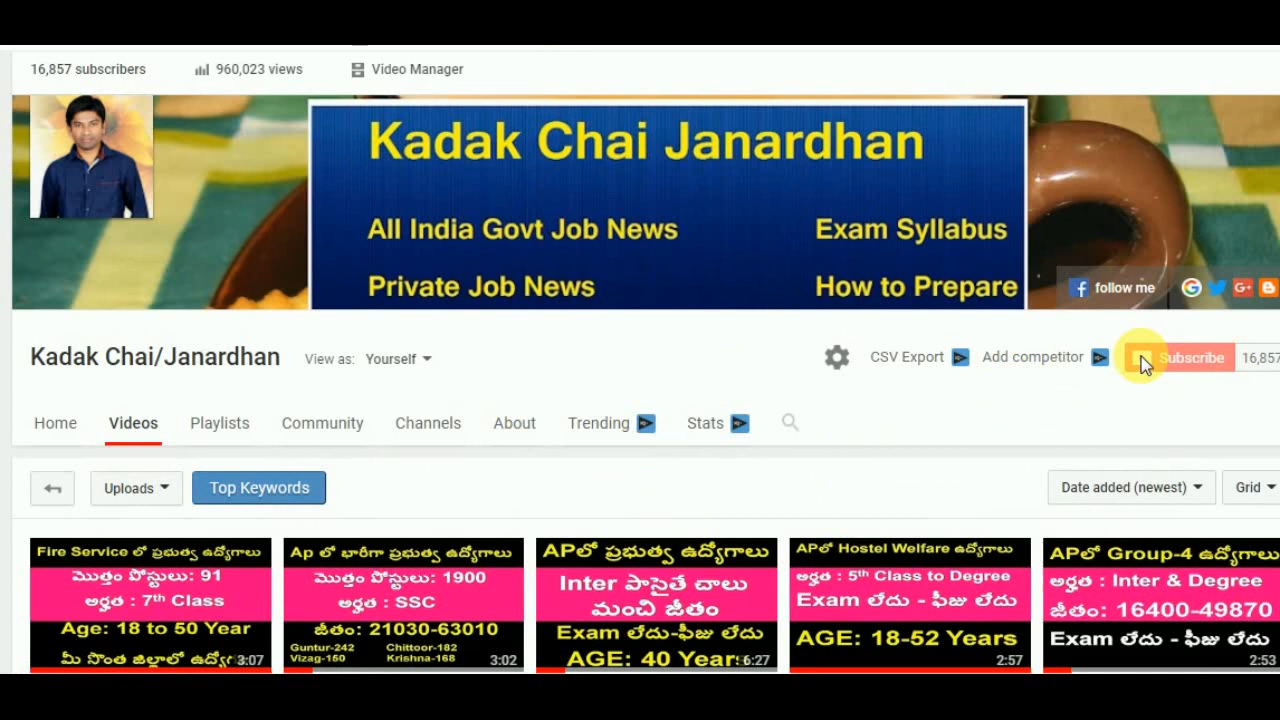 16,857 subscribers 960,023 views Video Manager
Kadak Chai Janardhan
All India Govt Job News Exam Syllabus
Private Job News How to Prepare
follow me
Kadak Chai/Janardhan View as: Yourself CSV Export Add competitor Subscribe 16,857
Home Videos Playlists Community Channels About Trending Stats
Uploads Top Keywords Date added (newest) Grid
Fire Service లో ప్రభుత్వ ఉద్యోగాలు
మొత్తం పోస్టులు: 91
అర్హత : 7th Class
Age: 18 to 50 Year
మీ సొంత జిల్లాలో
3:07
Ap లో భారీగా ప్రభుత్వ ఉద్యోగాలు
మొత్తం పోస్టులు: 1900
అర్హత : SSC
జీతం: 21030-63010
Guntur-242 Chittoor-182
Vizag-150 Krishna-168
3:02
APలో ప్రభుత్వ ఉద్యోగాలు
Inter పాసైతే చాలు
మంచి జీతం
Exam లేదు-ఫీజు లేదు
AGE: 40 Years
6:27
APలో Hostel Welfare ఉద్యోగాలు
అర్హత : 5th Class to Degree
Exam లేదు - ఫీజు లేదు
AGE: 18-52 Years
2:57
APలో Group-4 ఉద్యోగాలు
అర్హత : Inter & Degree
జీతం: 16400-49870
Exam లేదు - ఫీజు లేదు
2:53